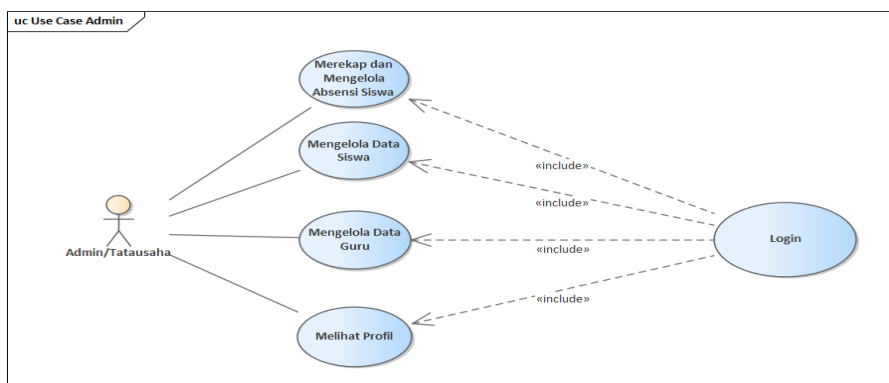 uc Use Case Admin
Merekap dan
Mengelola
Absensi Siswa
Mengelola Data
Siswa
Mengelola Data
Guru
Melihat Profil
Admin/Tatausaha
«include»
«include»
«include»
«include»
Login